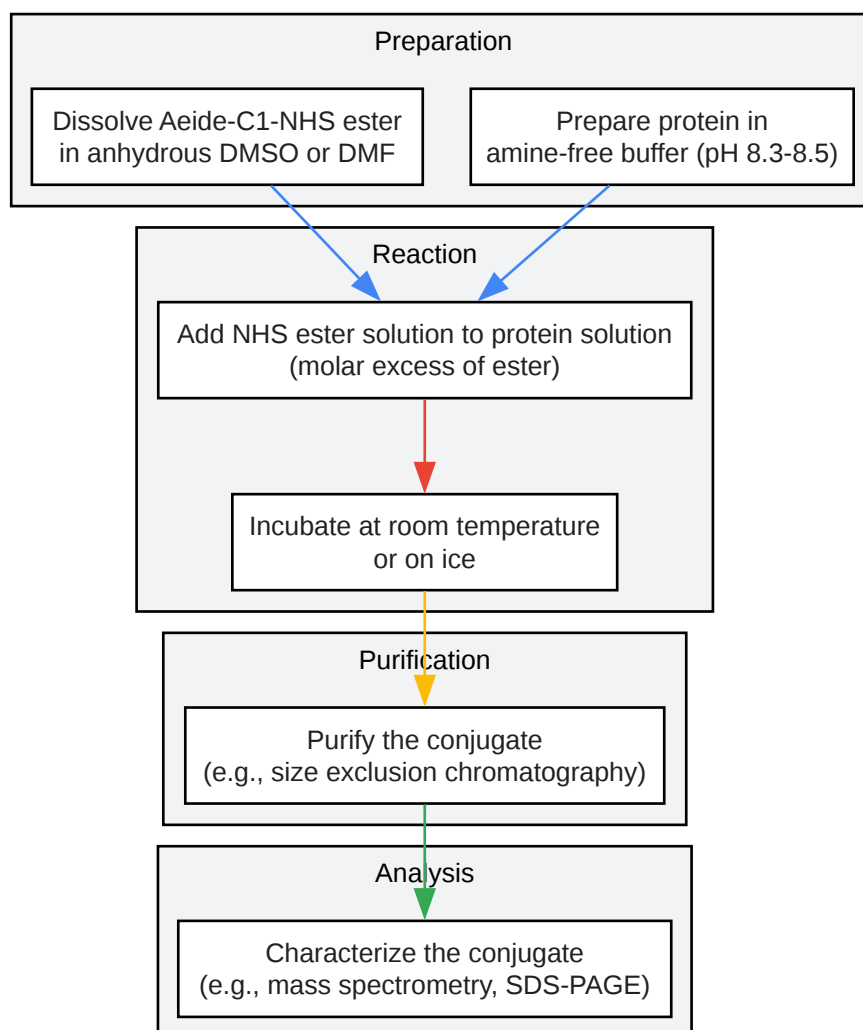 Preparation
Dissolve Aeide-C1-NHS ester
in anhydrous DMSO or DMF
Prepare protein in
amine-free buffer (pH 8.3-8.5)
Reaction
Add NHS ester solution to protein solution
(molar excess of ester)
Incubate at room temperature
or on ice
Purification
Purify the conjugate
(e.g., size exclusion chromatography)
Analysis
Characterize the conjugate
(e.g., mass spectrometry, SDS-PAGE)